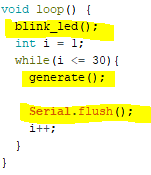 void loop() {
blink_led();
int i = 1;
while(i <= 30){
generate();
Serial.flush();
i++;
}
}